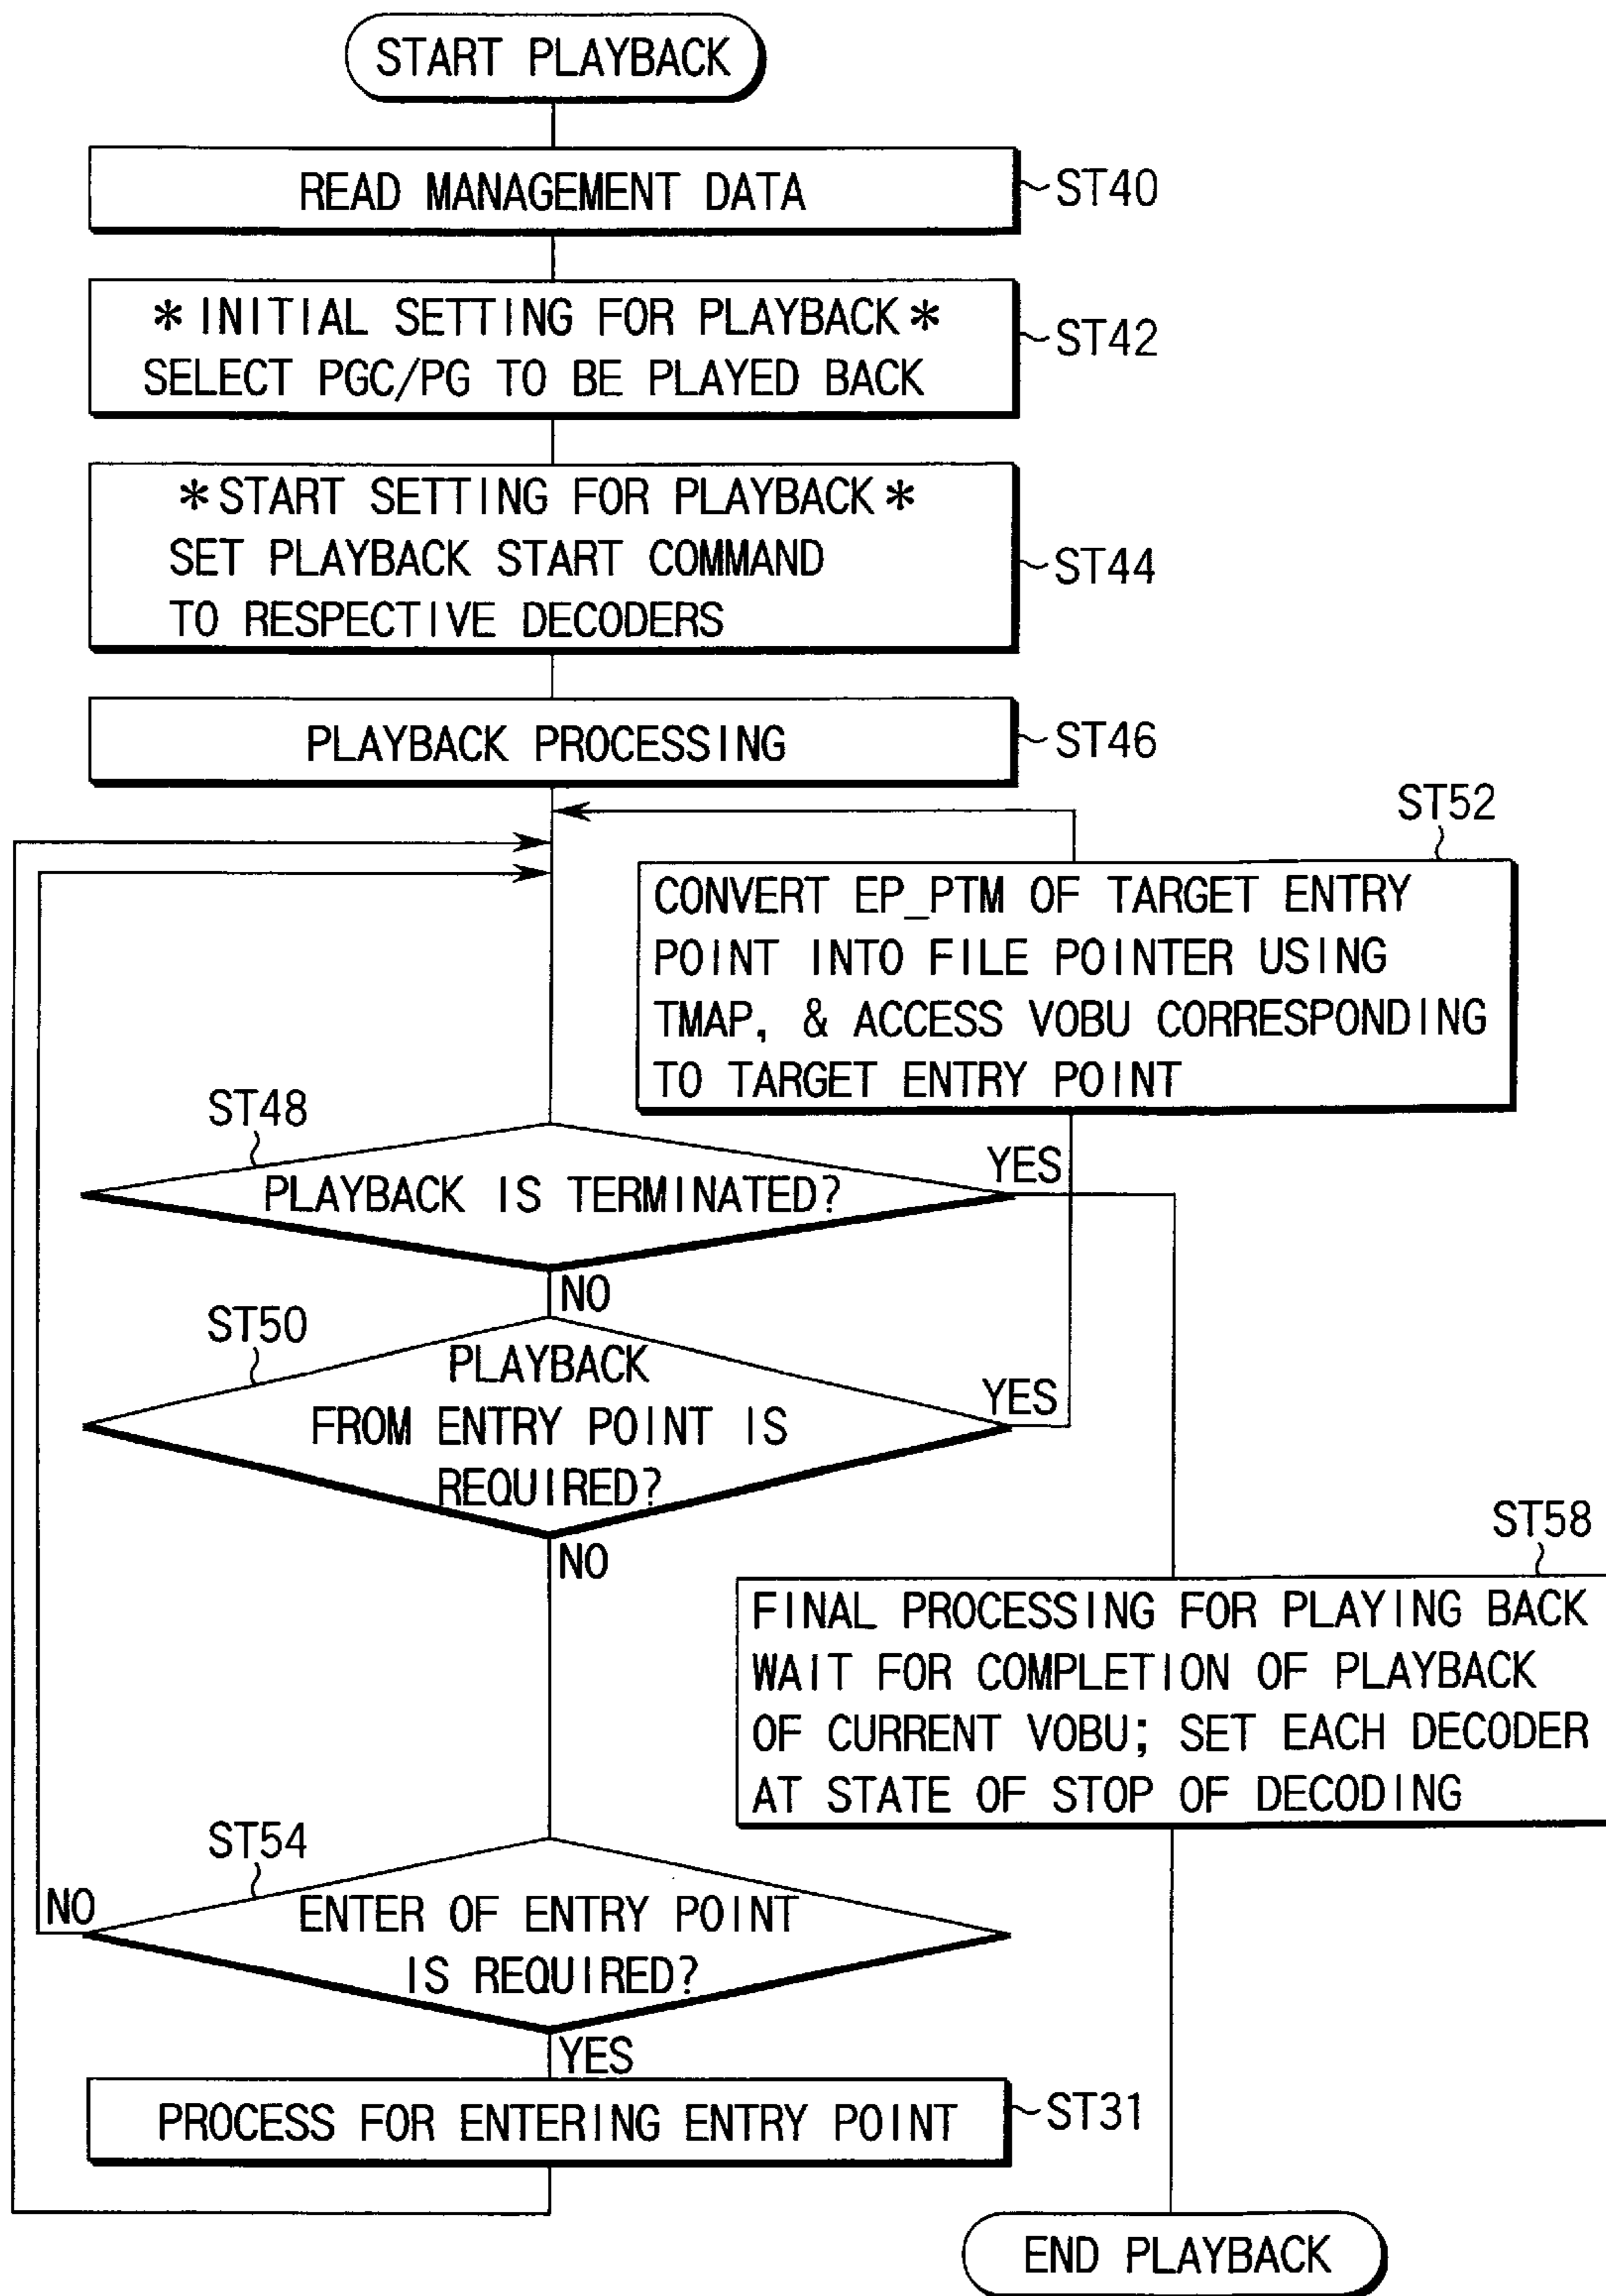 START PLAYBACK
READ MANAGEMENT DATA
ST40
*INITIAL SETTING FOR PLAYBACK*
SELECT PGC/PG TO BE PLAYED BACK
ST42
*START SETTING FOR PLAYBACK*
SET PLAYBACK START COMMAND
TO RESPECTIVE DECODERS
ST44
PLAYBACK PROCESSING
ST46
ST52
CONVERT EP_PTM OF TARGET ENTRY
POINT INTO FILE POINTER USING
TMAP, & ACCESS VOBU CORRESPONDING
TO TARGET ENTRY POINT
ST48
PLAYBACK IS TERMINATED?
YES
NO
ST50
PLAYBACK
FROM ENTRY POINT IS
REQUIRED?
YES
NO
ST58
FINAL PROCESSING FOR PLAYING BACK
WAIT FOR COMPLETION OF PLAYBACK
OF CURRENT VOBU; SET EACH DECODER
AT STATE OF STOP OF DECODING
ST54
NO
ENTER OF ENTRY POINT
IS REQUIRED?
YES
PROCESS FOR ENTERING ENTRY POINT
ST31
END PLAYBACK